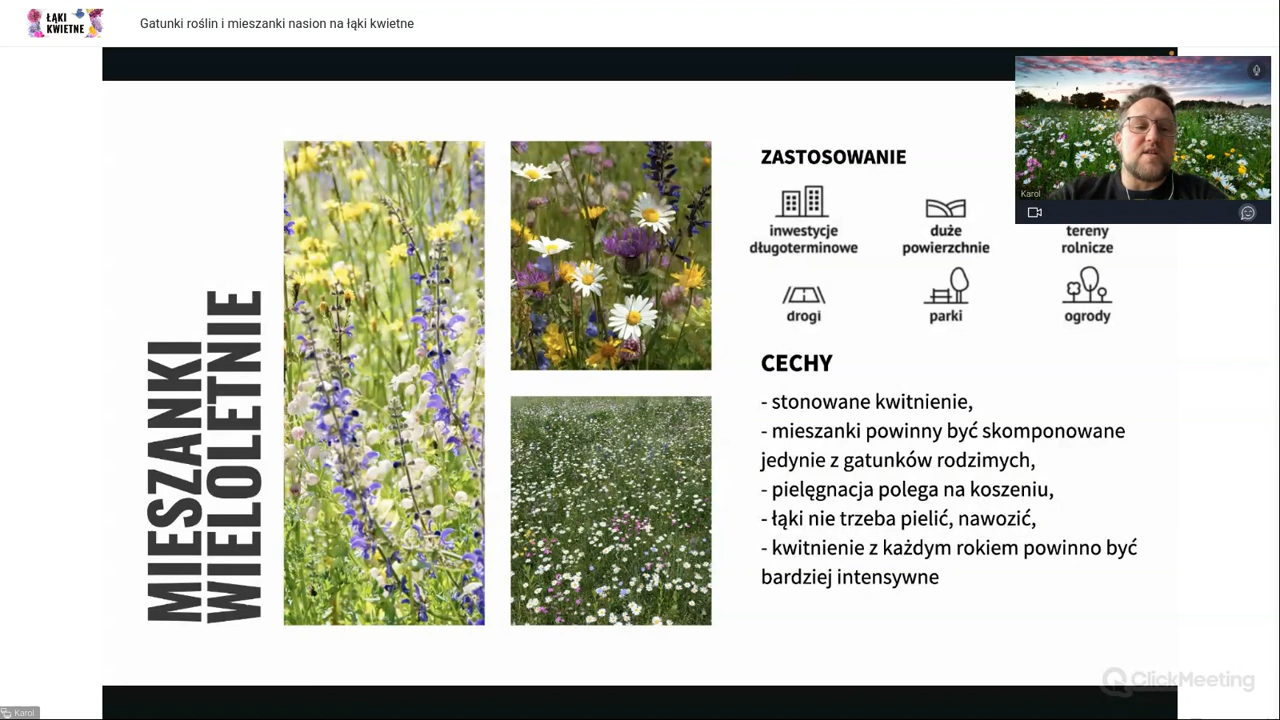 ŁĄKI
KWIETNE
Gatunki roślin i mieszanki nasion na łąki kwietne
MIESZANKI
WIELOLETNIE
ZASTOSOWANIE
inwestycje
długoterminowe
duże
powierzchnie
tereny
rolnicze
drogi
parki
ogrody
CECHY
- stonowane kwitnienie,
- mieszanki powinny być skomponowane
jedynie z gatunków rodzimych,
- pielęgnacja polega na koszeniu,
- łąki nie trzeba pielić, nawozić,
- kwitnienie z każdym rokiem powinno być
bardziej intensywne
Karol
ClickMeeting
Karol